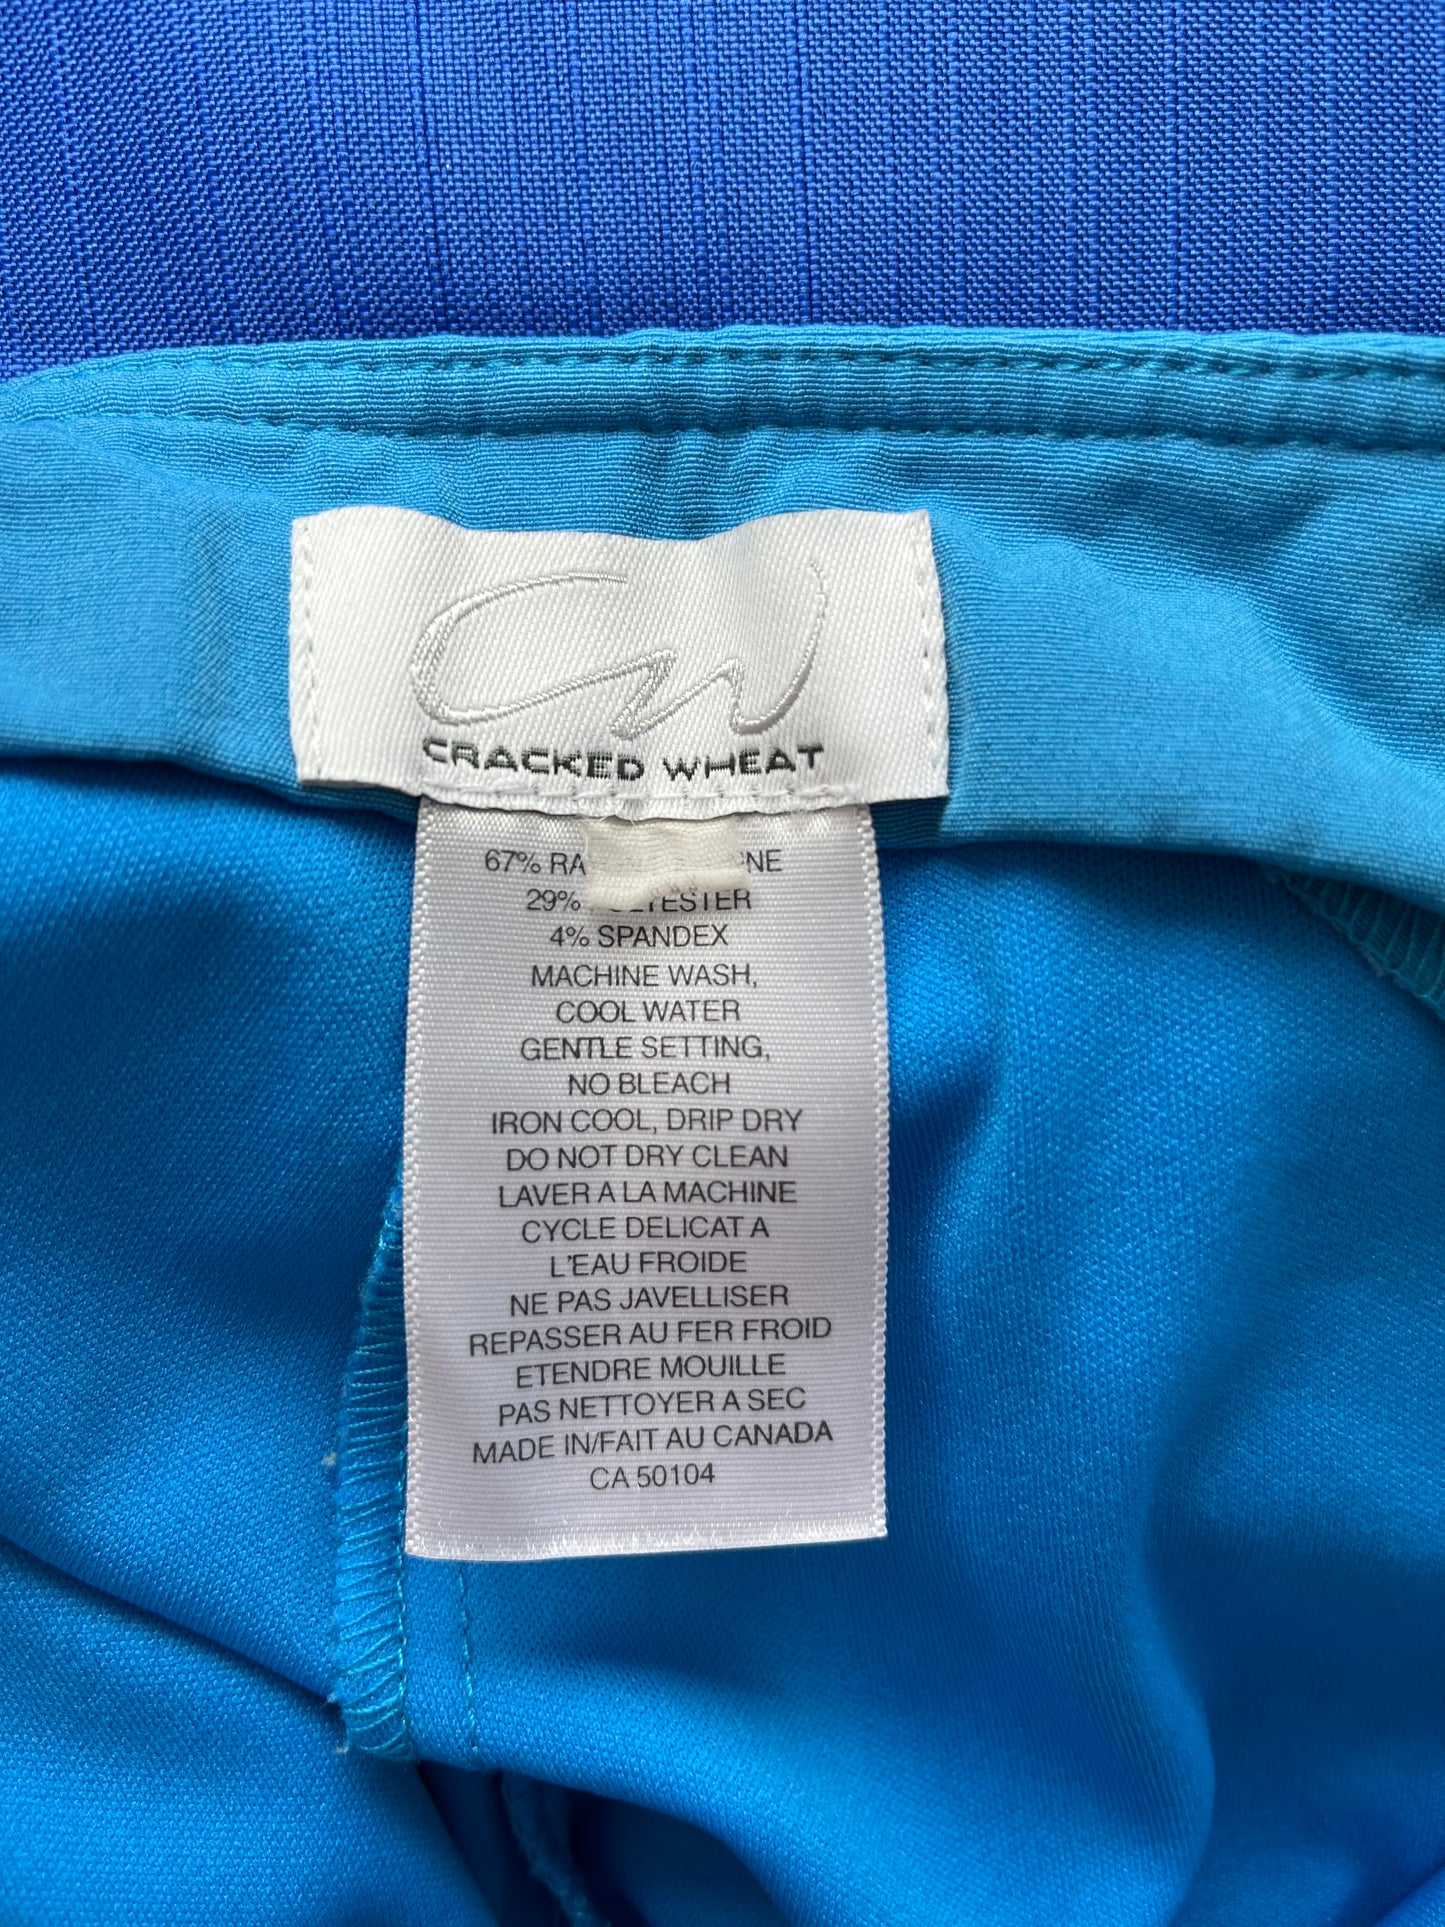 CW
CRACKED WHEAT
67%
29% POLYESTER
4% SPANDEX
MACHINE WASH,
COOL WATER
GENTLE SETTING,
NO BLEACH
IRON COOL, DRIP DRY
DO NOT DRY CLEAN
LAVER A LA MACHINE
CYCLE DELICAT A
L'EAU FROIDE
NE PAS JAVELLISER
REPASSER AU FER FROID
ETENDRE MOUILLE
PAS NETTOYER A SEC
MADE IN/FAIT AU CANADA
CA 50104